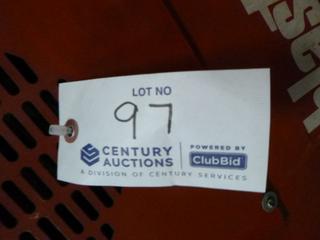 LOT NO
97
CENTURY AUCTIONS
POWERED BY
ClubBid
A DIVISION OF CENTURY SERVICES